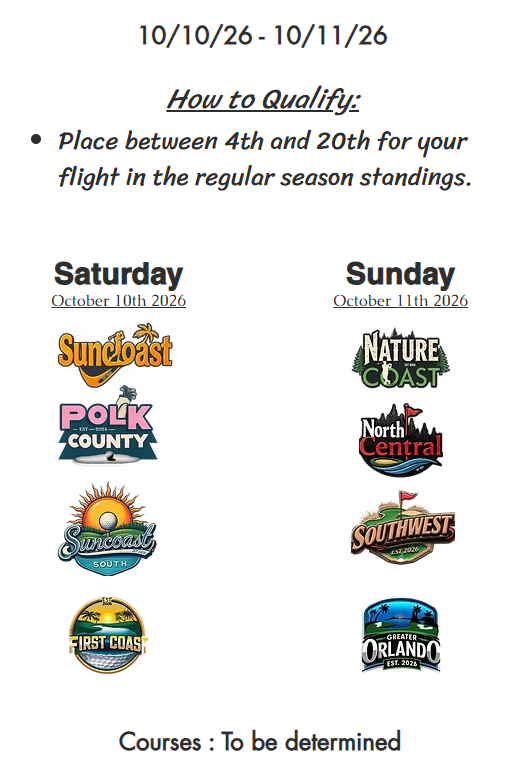 10/10/26 - 10/11/26
How to Qualify:
• Place between 4th and 20th for your
flight in the regular season standings.
Saturday
October 10th 2026
Suncoast
POLK
EST 2024
COUNTY
Suncoast
SOUTH
FIRST COAST
Sunday
October 11th 2026
NATURE
COAST
North
Central
SOUTHWEST
EST 2026
GREATER
ORLANDO
EST. 2026
Courses : To be determined